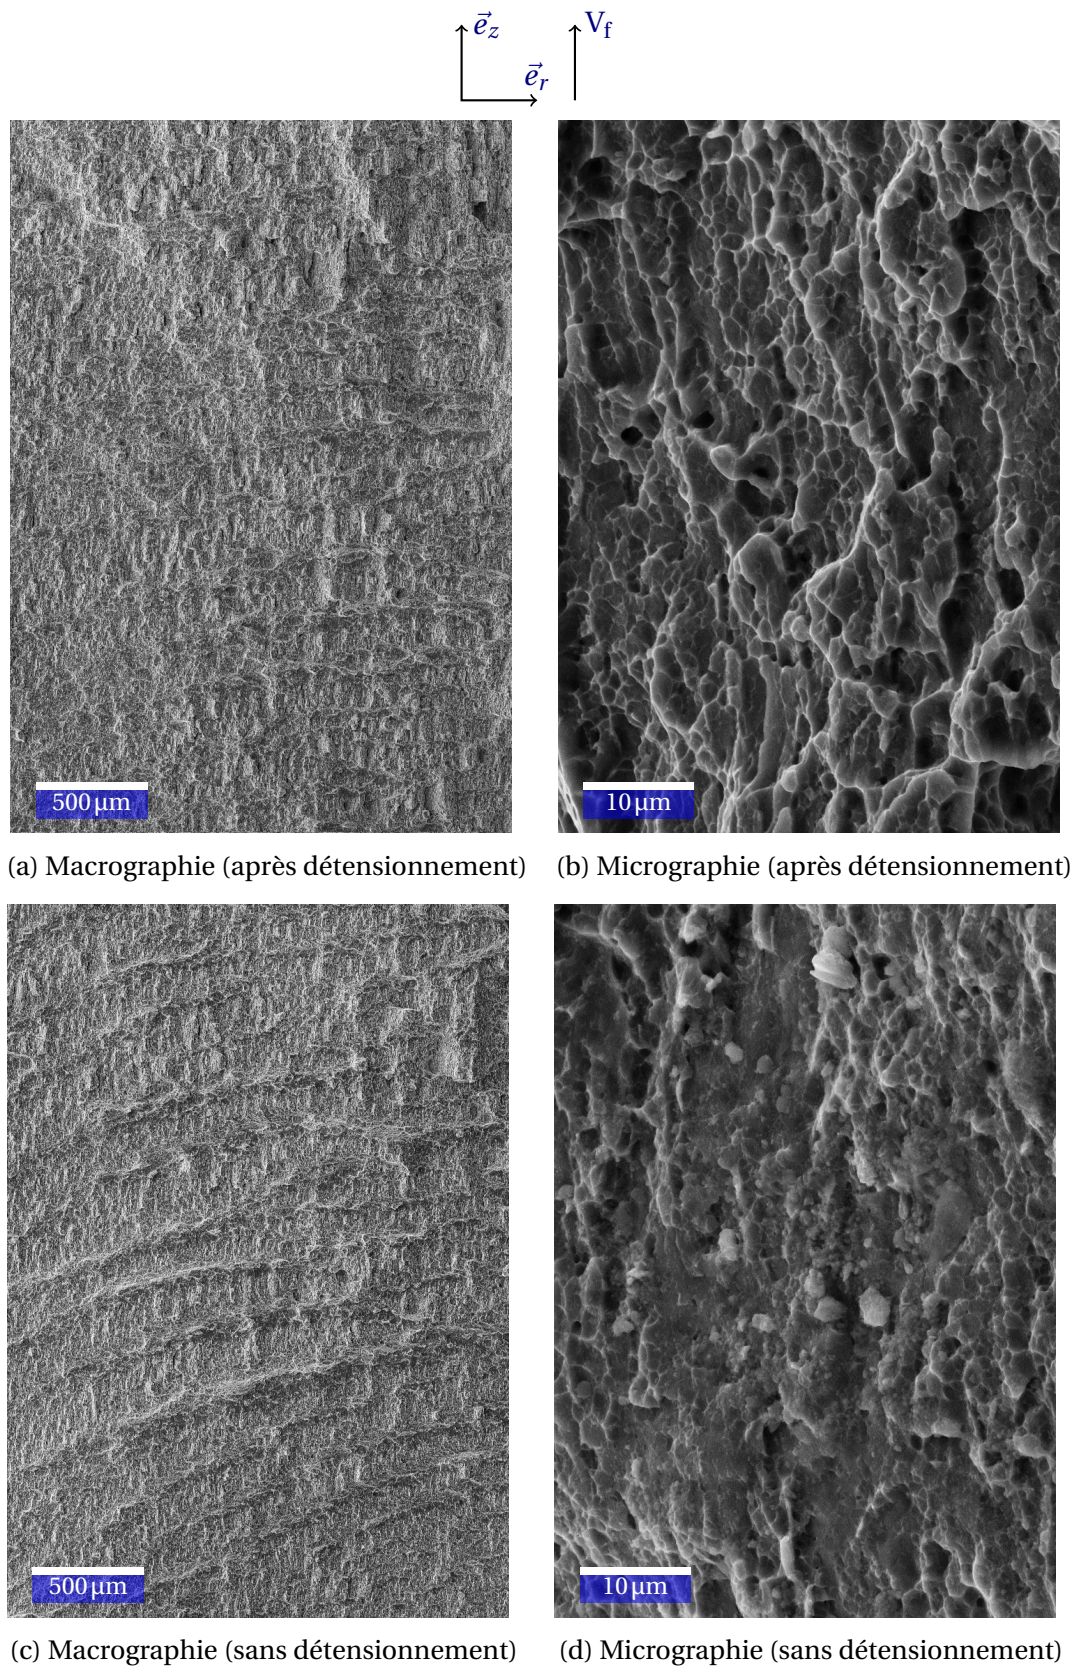 e⃗z
Vf
e⃗r
500 µm
10 µm
(a) Macrographie (après détensionnement)
(b) Micrographie (après détensionnement)
500 µm
10 µm
(c) Macrographie (sans détensionnement)
(d) Micrographie (sans détensionnement)